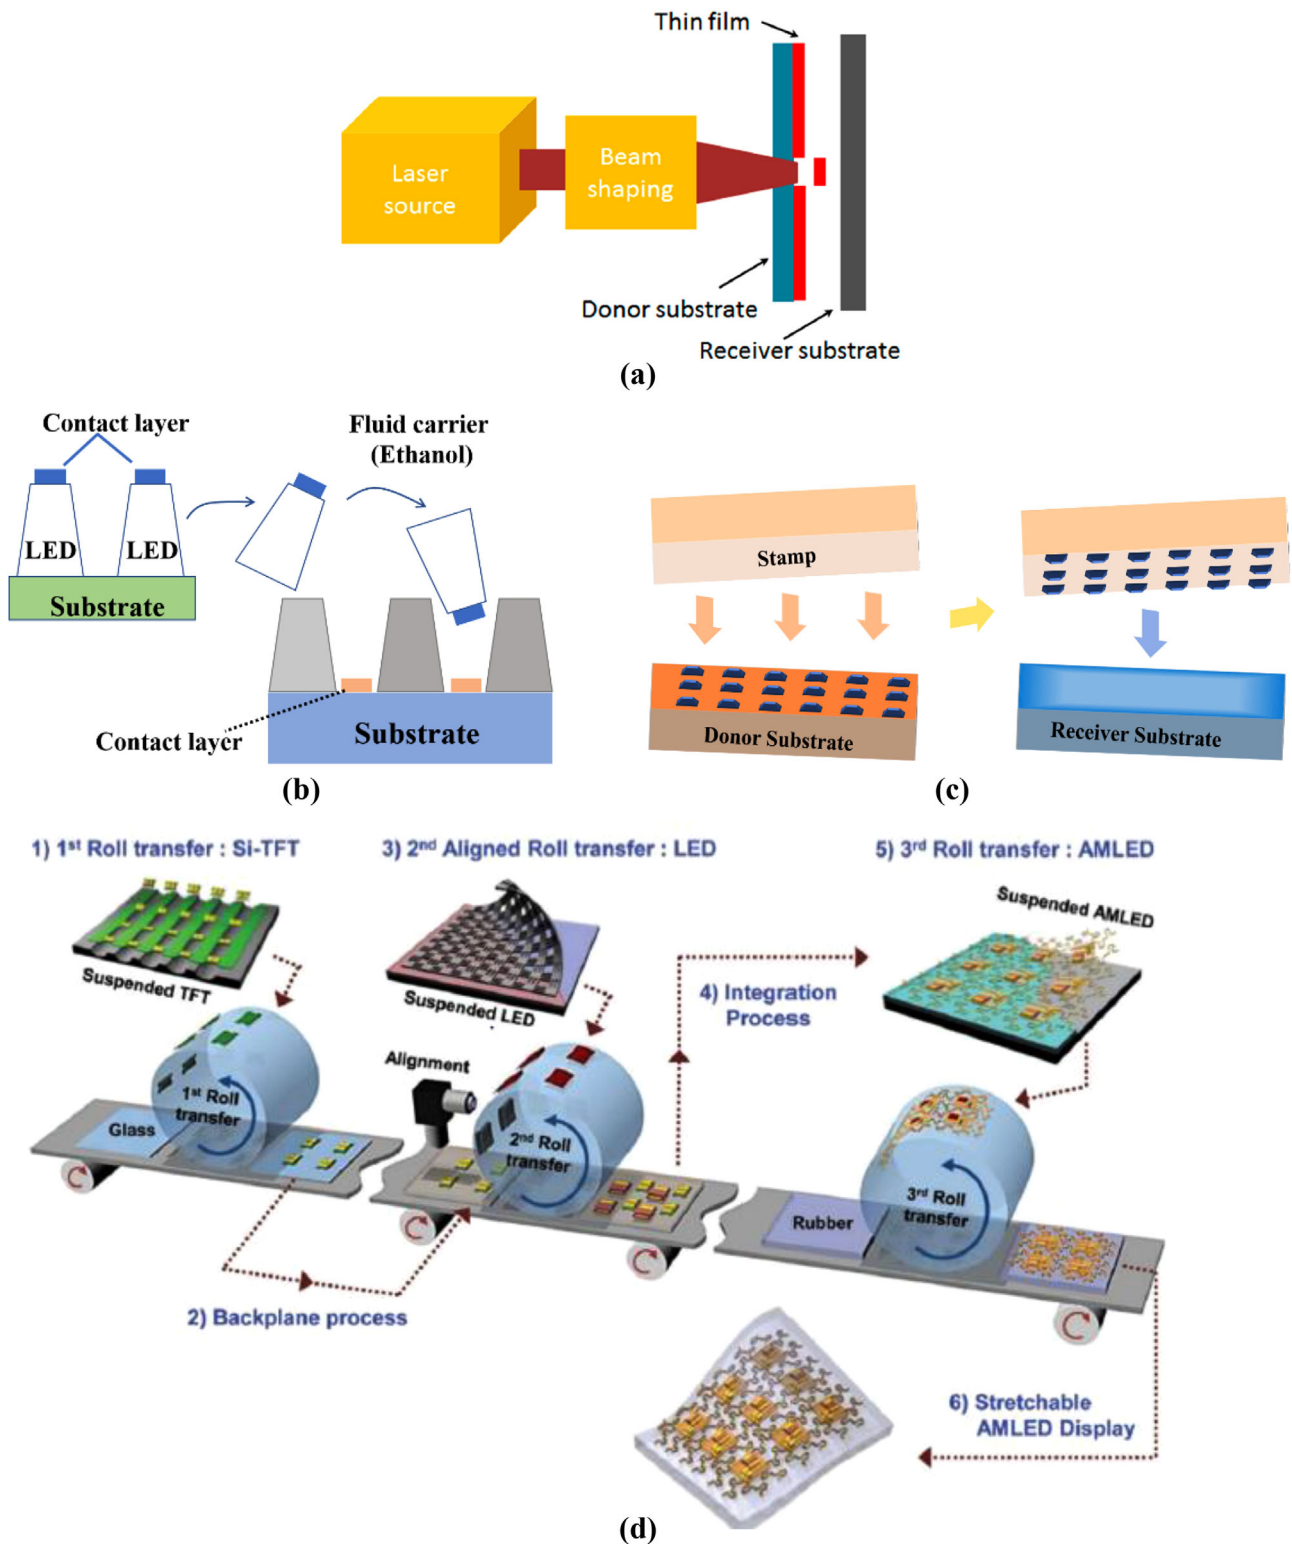 Thin film
Laser
source
Beam
shaping
Donor substrate
Receiver substrate
(a)
Contact layer
Fluid carrier
(Ethanol)
LED
LED
Substrate
Contact layer
Substrate
(b)
Stamp
Donor Substrate
Receiver Substrate
(c)
1) 1st Roll transfer : Si-TFT
3) 2nd Aligned Roll transfer : LED
5) 3rd Roll transfer : AMLED
Suspended AMLED
Suspended TFT
Suspended LED
4) Integration
Process
Alignment
1st Roll
transfer
Glass
2nd Roll
transfer
Rubber
3rd Roll
transfer
2) Backplane process
6) Stretchable
AMLED Display
(d)